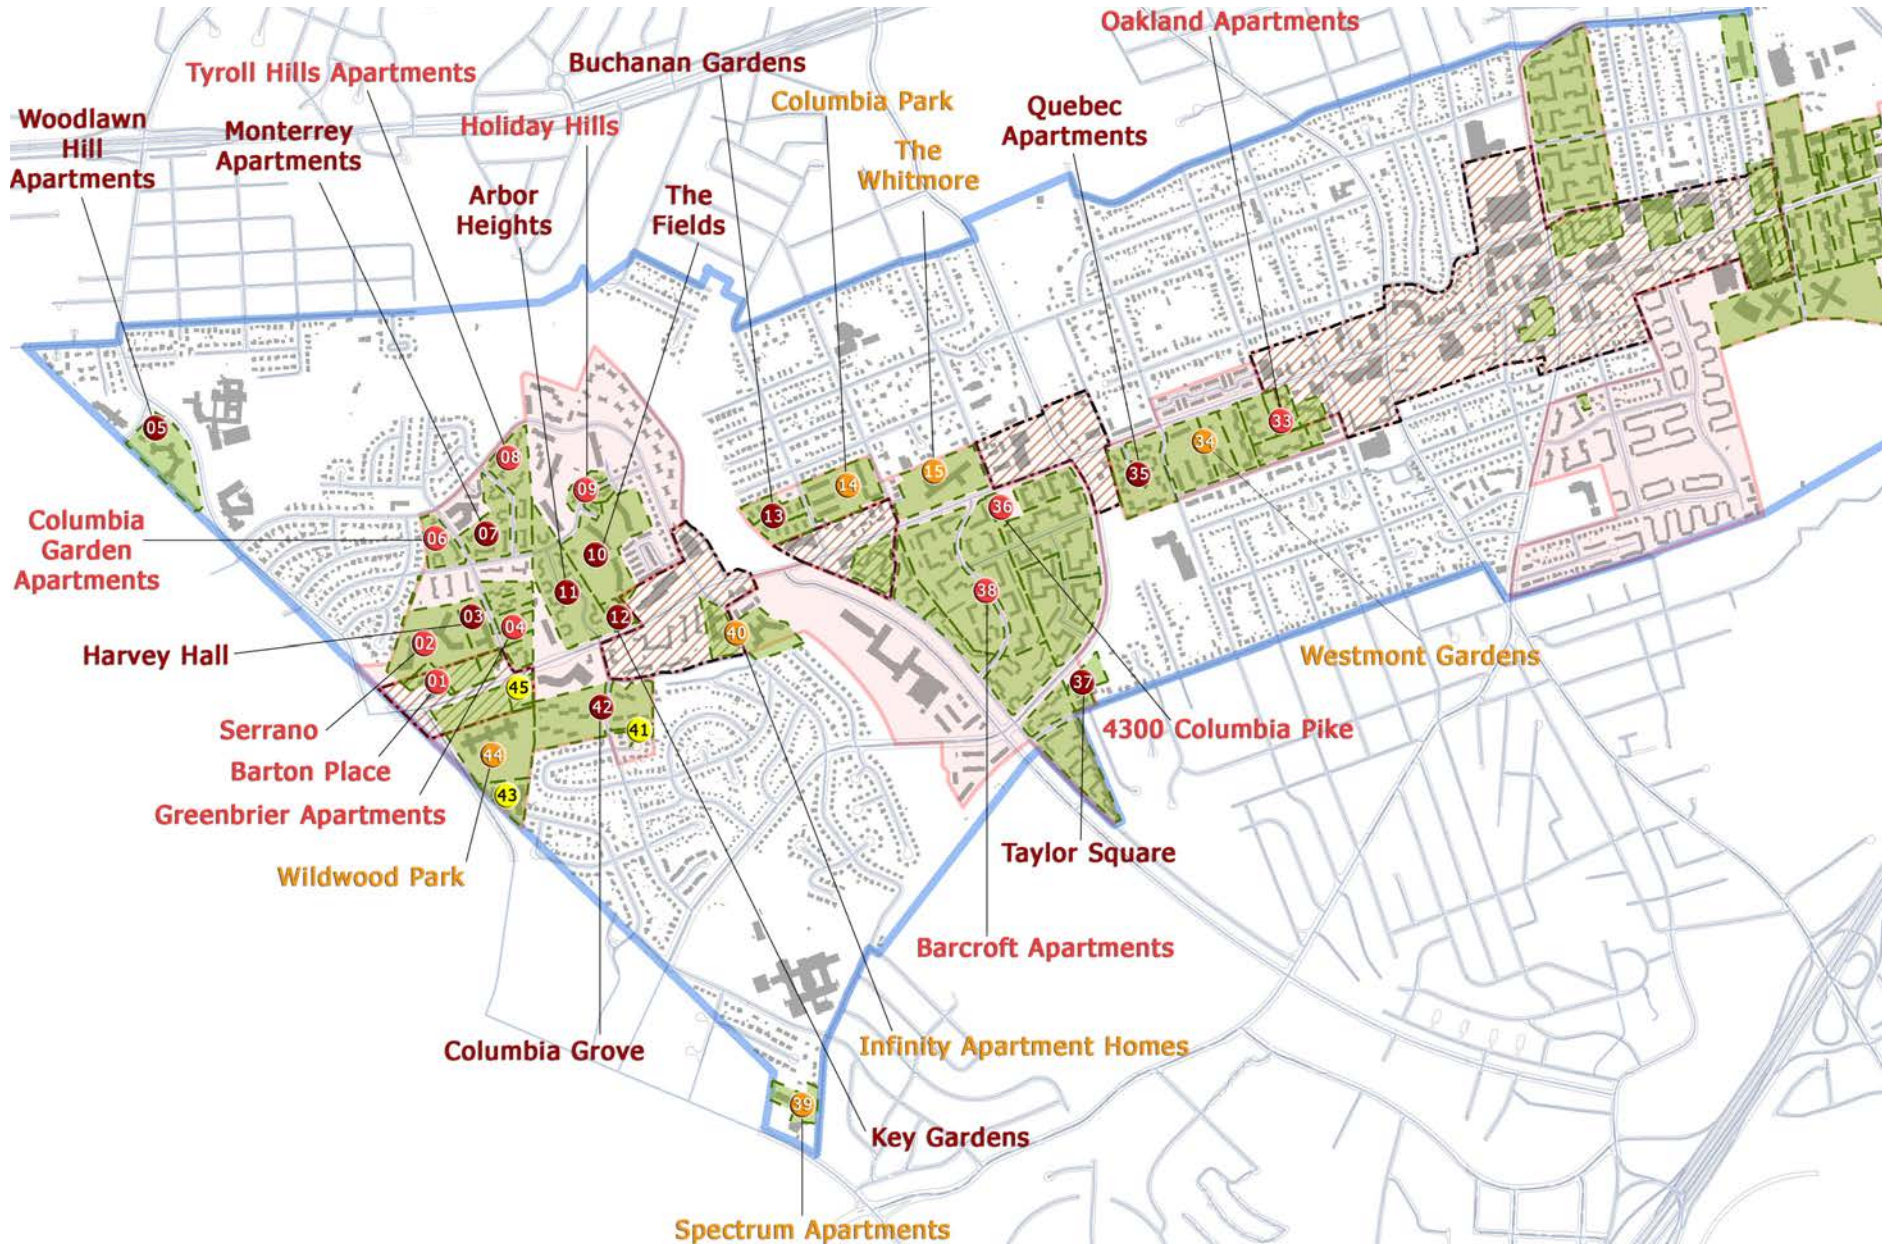 Oakland Apartments
Buchanan Gardens
Tyroll Hills Apartments
Columbia Park
Quebec
Apartments
Woodlawn
Hill
Apartments
Monterrey
Apartments
Holiday Hills
The
Whitmore
Arbor
Heights
The
Fields
05
08
09
13
14
15
35
34
33
36
Columbia
Garden
Apartments
06
07
10
11
12
38
03
04
02
40
Harvey Hall
01
45
37
Westmont Gardens
42
41
Serrano
4300 Columbia Pike
44
Barton Place
43
Greenbrier Apartments
Taylor Square
Wildwood Park
Barcroft Apartments
Columbia Grove
Infinity Apartment Homes
39
Key Gardens
Spectrum Apartments